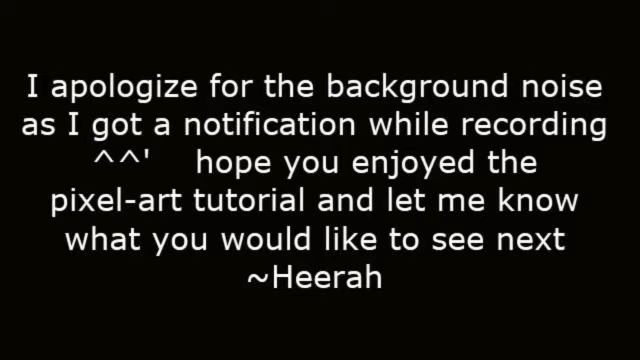 I apologize for the background noise
as I got a notification while recording
^^' hope you enjoyed the
pixel-art tutorial and let me know
what you would like to see next
~Heerah